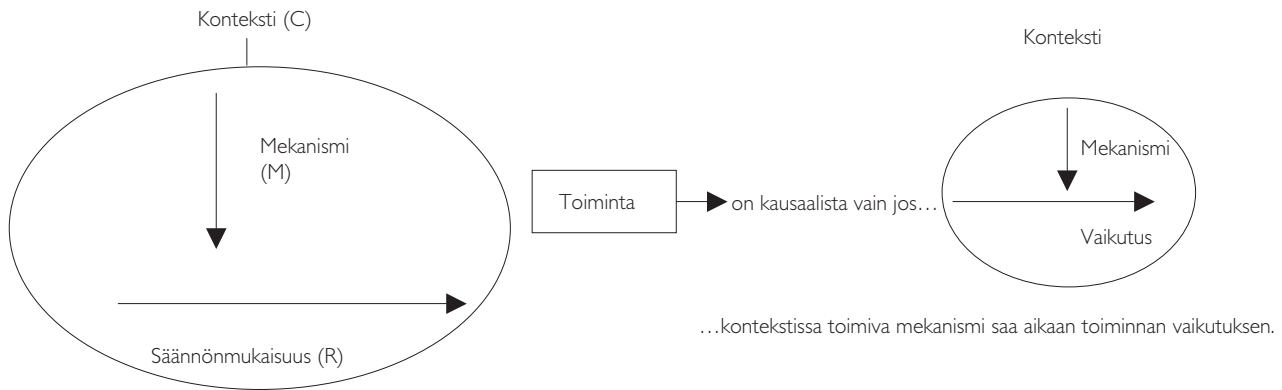 Konteksti (C)
Mekanismi
(M)
Säännönmukaisuus (R)
Toiminta
on kausaalista vain jos…
Konteksti
Mekanismi
Vaikutus
…kontekstissa toimiva mekanismi saa aikaan toiminnan vaikutuksen.